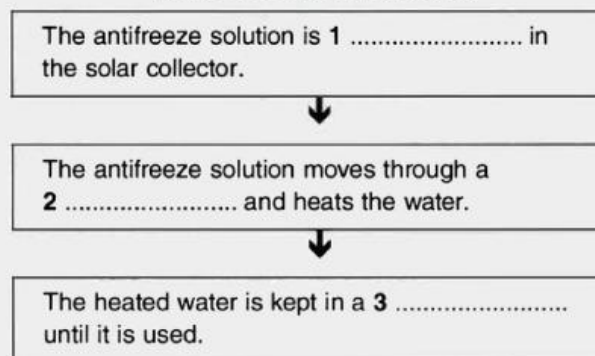 The antifreeze solution is 1 ......................... in
the solar collector.
The antifreeze solution moves through a
2 ......................... and heats the water.
The heated water is kept in a 3 .........................
until it is used.